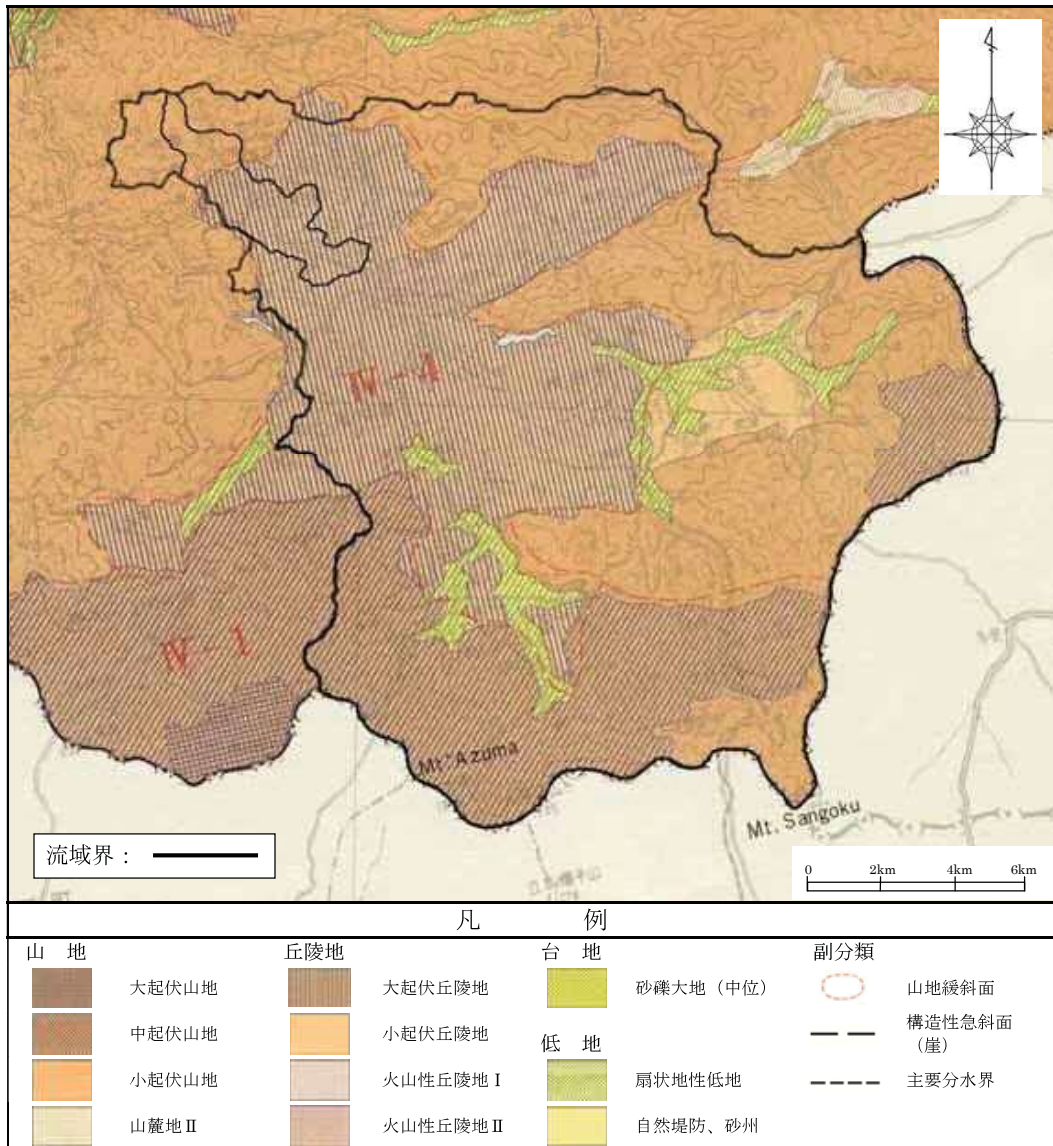 IV-4
IV-1
Mt. Azuma
Mt. Sangoku
流域界：
0 2km 4km 6km
凡 例
山 地
大起伏山地
中起伏山地
小起伏山地
山麓地Ⅱ
丘陵地
大起伏丘陵地
小起伏丘陵地
火山性丘陵地Ⅰ
火山性丘陵地Ⅱ
台 地
砂礫大地（中位）
低 地
扇状地性低地
自然堤防、砂州
副分類
山地緩斜面
構造性急斜面
（崖）
主要分水界